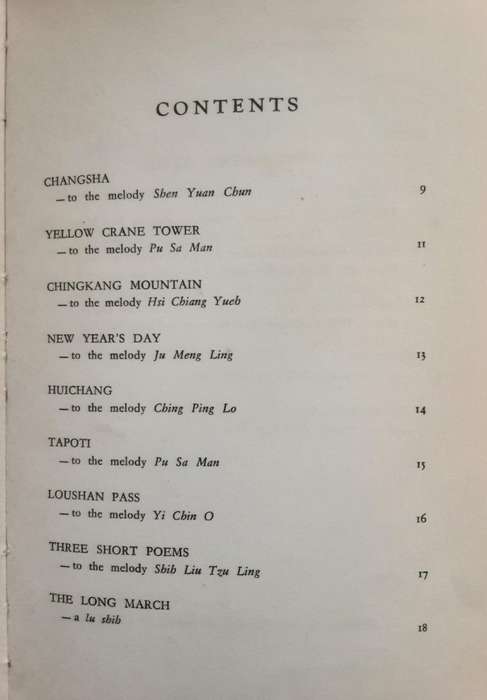 CONTENTS
CHANGSHA
—to the melody Shen Yuan Chun 9
YELLOW CRANE TOWER
—to the melody Pu Sa Man 11
CHINGKANG MOUNTAIN
—to the melody Hsi Chiang Yueh 12
NEW YEAR'S DAY
—to the melody Ju Meng Ling 13
HUICHANG
—to the melody Ching Ping Lo 14
TAPOTI
—to the melody Pu Sa Man 15
LOUSHAN PASS
—to the melody Yi Chin O 16
THREE SHORT POEMS
—to the melody Shih Liu Tzu Ling 17
THE LONG MARCH
—a lu shih 18